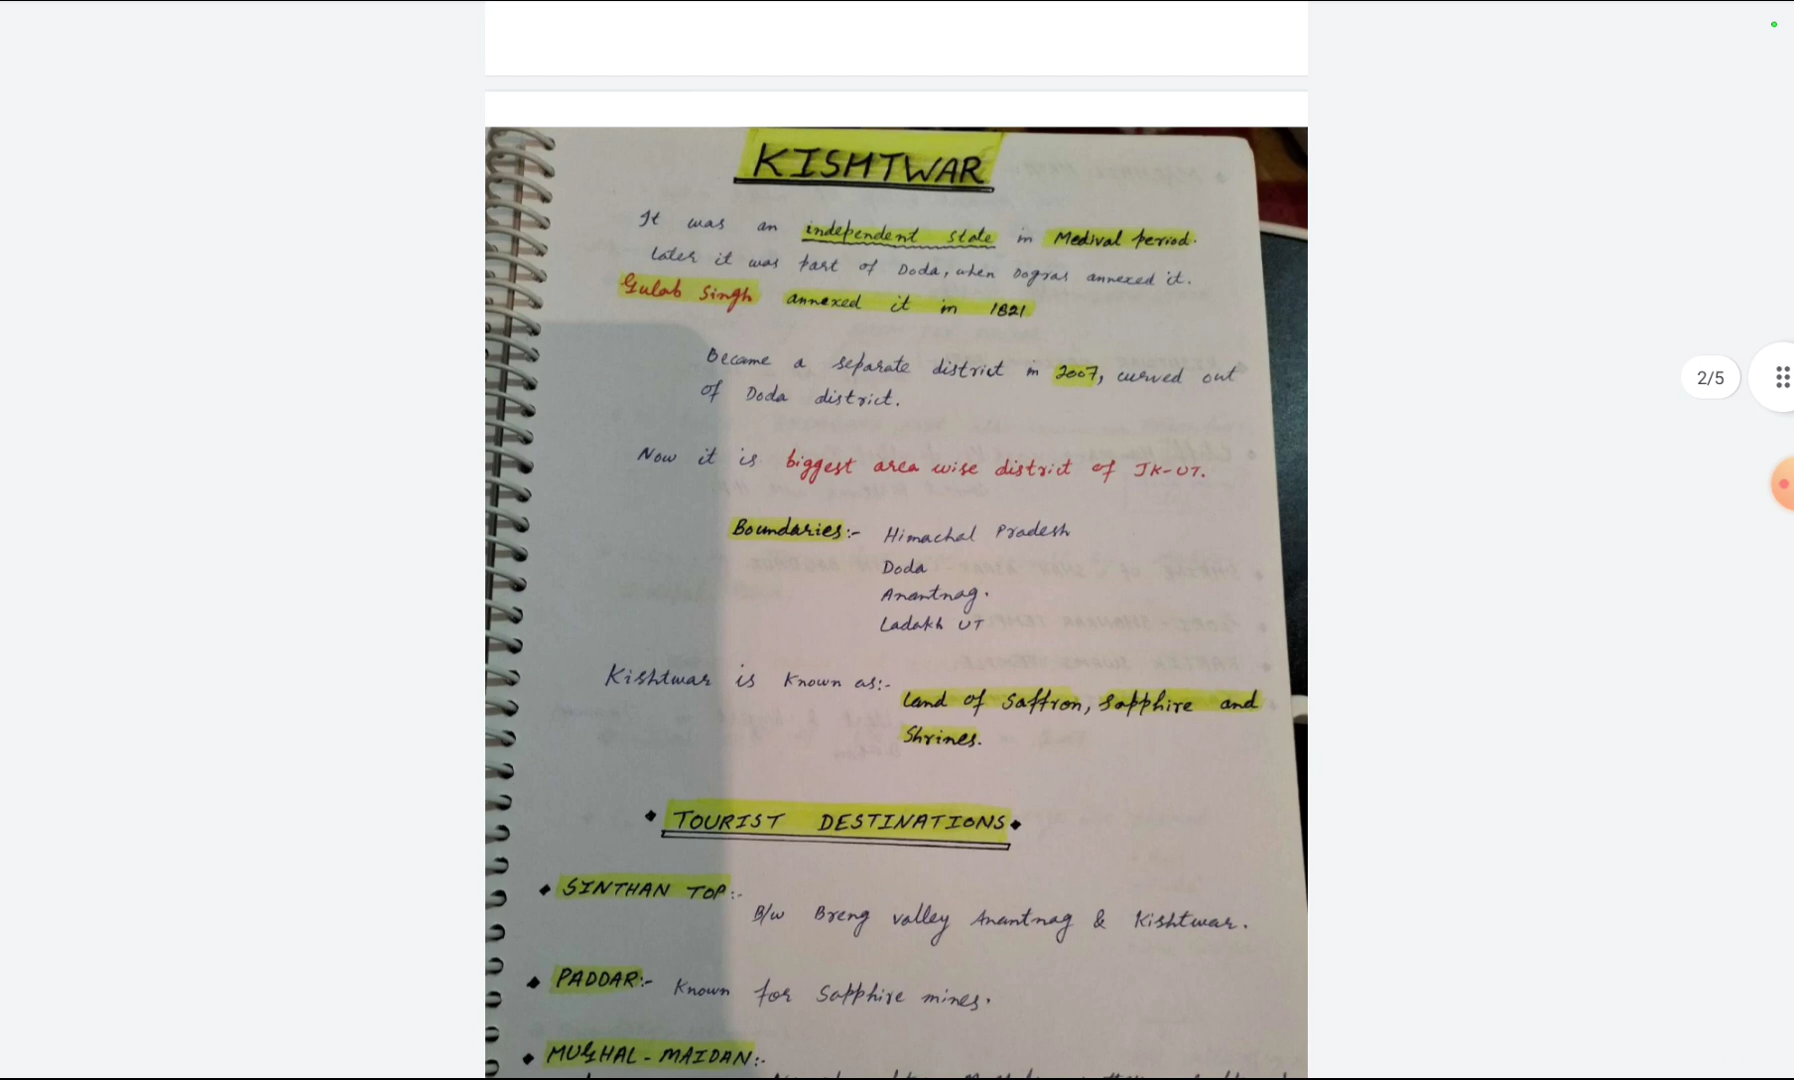 KISHTWAR
It was an independent state in Medival period.
later it was part of Doda, when Dogras annexed it.
Gulab Singh annexed it in 1821
Became a separate district in 2007, curved out
of Doda district.
Now it is biggest area wise district of JK-UT.
Boundaries:- Himachal Pradesh
Doda
Anantnag.
Ladakh UT
Kishtwar is known as:-
Land of Saffron, Sapphire and
Shrines.
TOURIST DESTINATIONS
SINTHAN TOP:-
B/w Breng valley Anantnag & Kishtwar.
PADDAR:- Known for Sapphire mines.
MUGHAL-MAIDAN:-
2/5